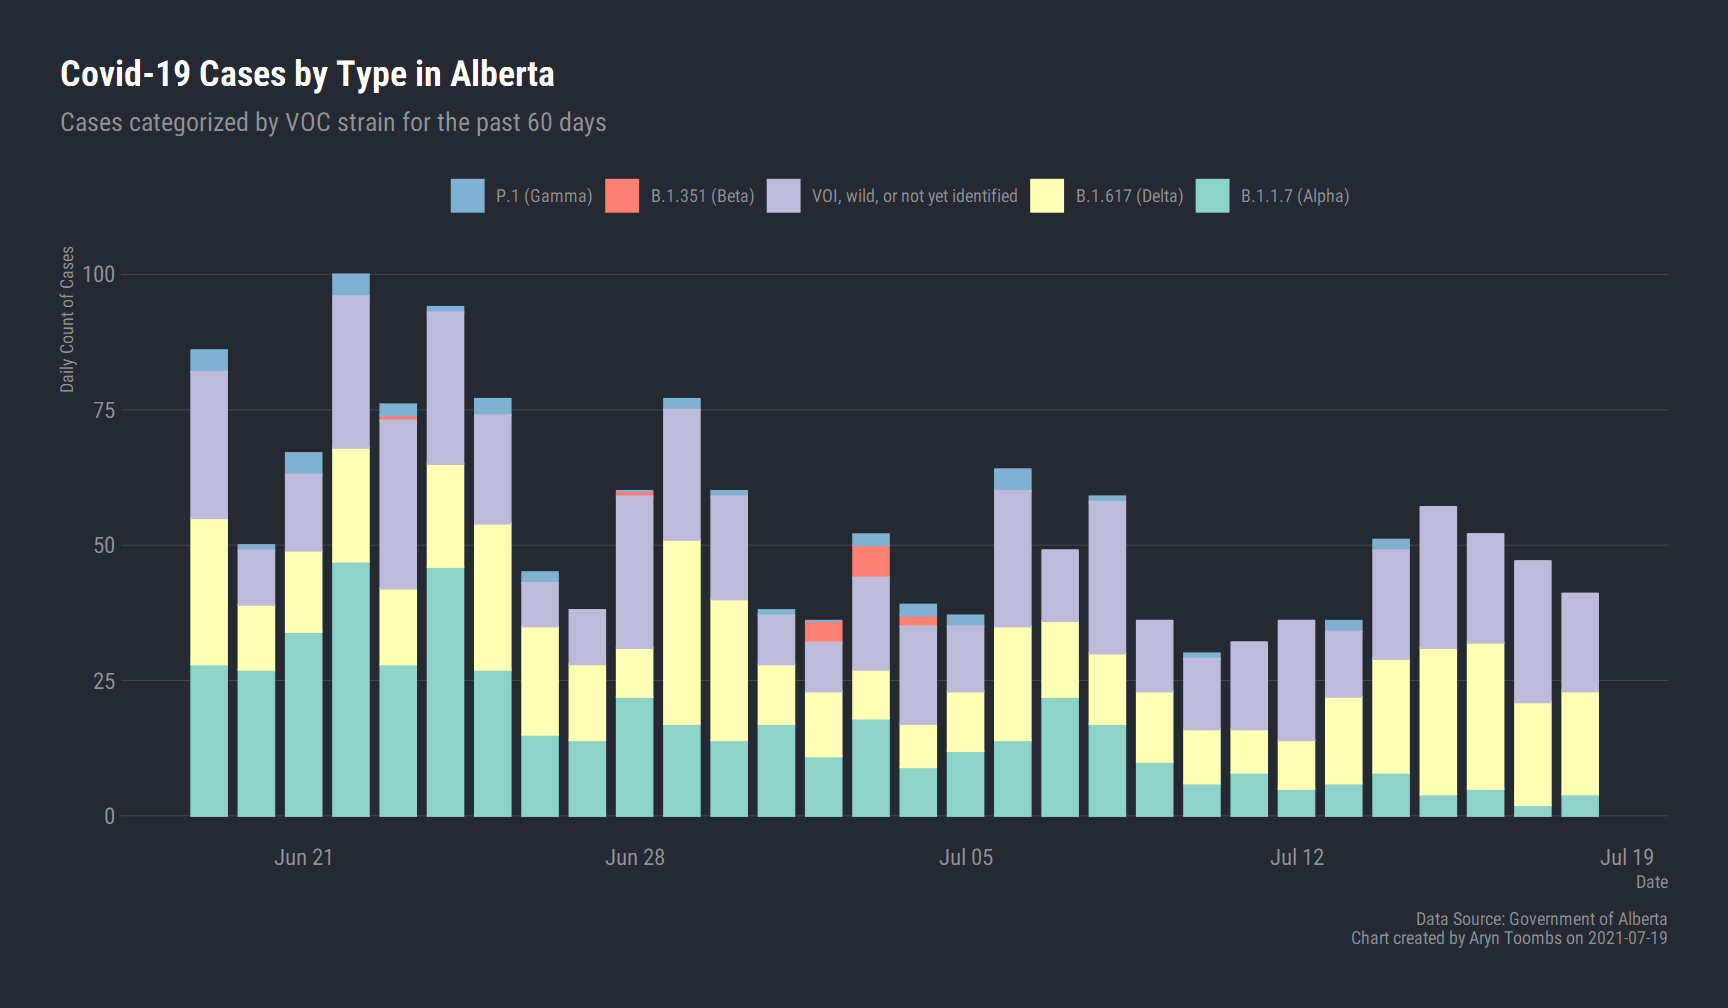 Covid-19 Cases by Type in Alberta
Cases categorized by VOC strain for the past 60 days
P.1 (Gamma) B.1.351 (Beta) VOI, wild, or not yet identified B.1.617 (Delta) B.1.1.7 (Alpha)
Daily Count of Cases
100
75
50
25
0
Jun 21 Jun 28 Jul 05 Jul 12 Jul 19
Date
Data Source: Government of Alberta
Chart created by Aryn Toombs on 2021-07-19